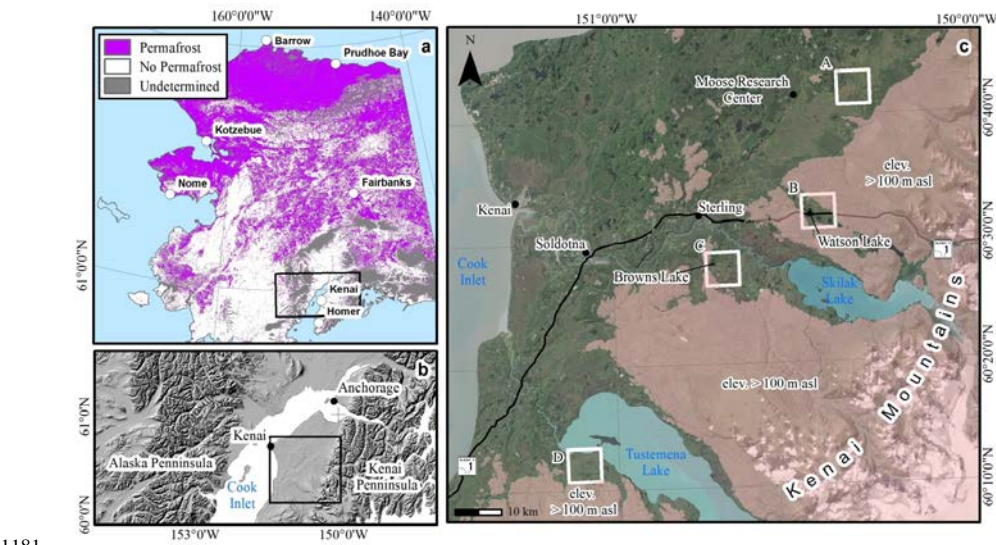 160°0'0"W
140°0'0"W
Permafrost
No Permafrost
Undetermined
a
Barrow
Prudhoe Bay
Kotzebue
Nome
Fairbanks
Kenai
Homer
61°0'0"N
b
Anchorage
Kenai
Alaska Penninsula
Cook
Inlet
Kenai
Penninsula
61°0'0"N
60°0'0"N
153°0'0"W
150°0'0"W
151°0'0"W
150°0'0"W
c
N
A
Moose Research
Center
60°40'0"N
elev.
> 100 m asl
B
Kenai
Sterling
60°30'0"N
Soldotna
C
Watson Lake
1
Cook
Inlet
Browns Lake
Skilak
Lake
60°20'0"N
elev. > 100 m asl
Kenai Mountains
D
Tustemena
Lake
60°10'0"N
1
elev.
> 100 m asl
10 km
1181